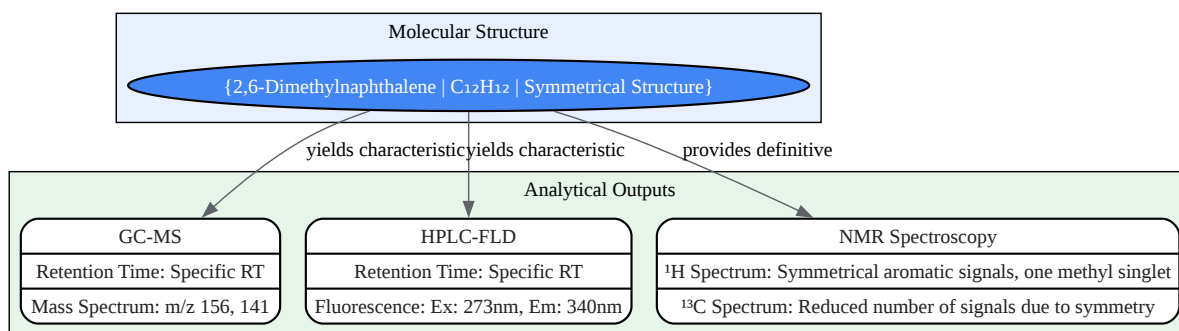 Molecular Structure
{2,6-Dimethylnaphthalene | C₁₂H₁₂ | Symmetrical Structure}
yields characteristic
yields characteristic
provides definitive
Analytical Outputs
GC-MS
Retention Time: Specific RT
Mass Spectrum: m/z 156, 141
HPLC-FLD
Retention Time: Specific RT
Fluorescence: Ex: 273nm, Em: 340nm
NMR Spectroscopy
¹H Spectrum: Symmetrical aromatic signals, one methyl singlet
¹³C Spectrum: Reduced number of signals due to symmetry